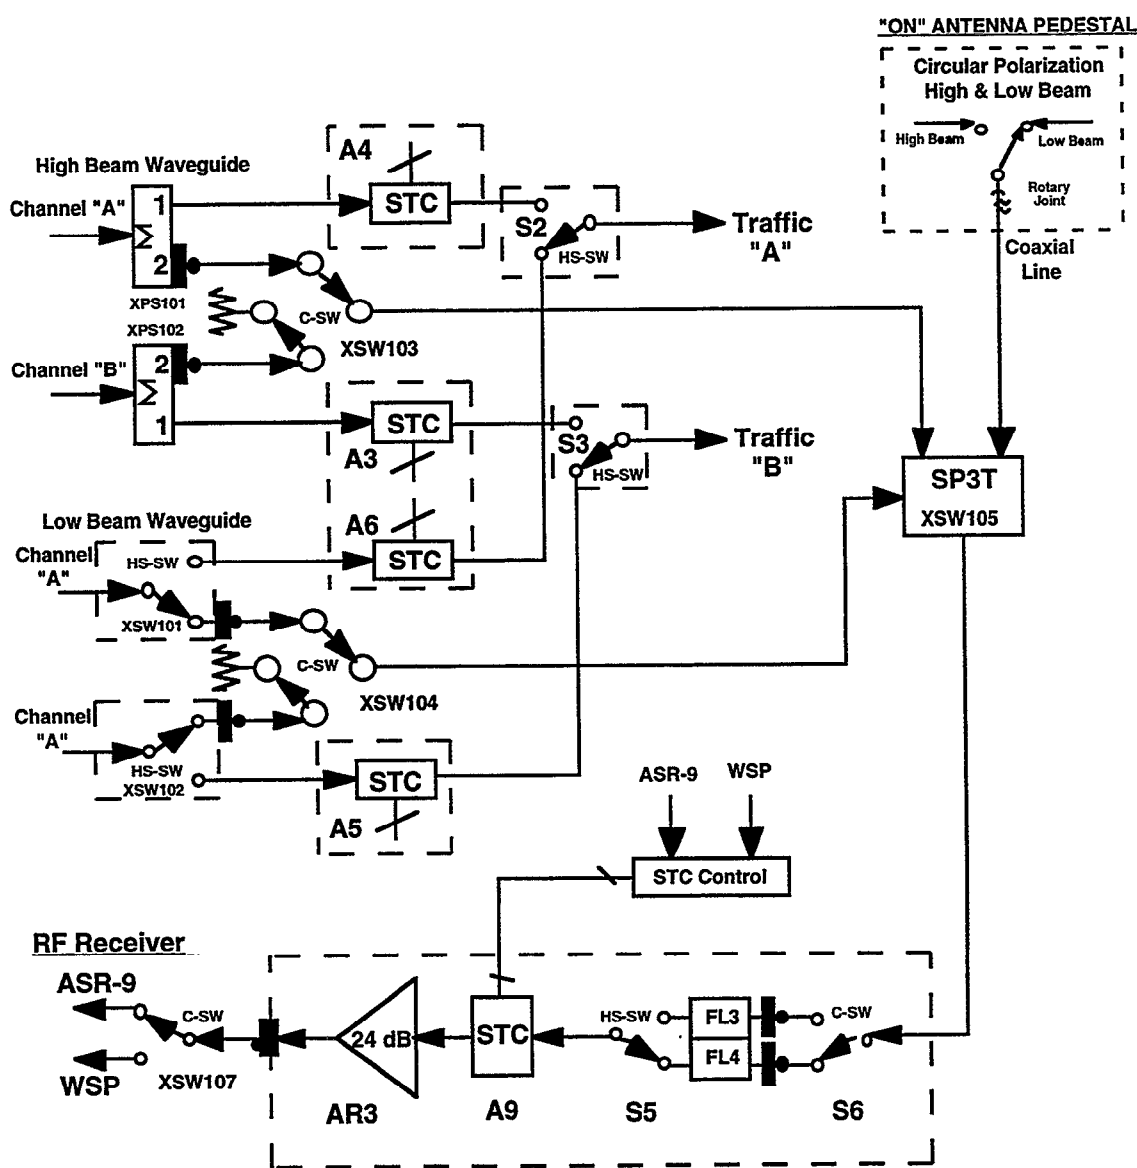 "ON" ANTENNA PEDESTAL
Circular Polarization
High & Low Beam
High Beam
Low Beam
Rotary
Joint
Coaxial
Line
High Beam Waveguide
Channel "A"
1
Σ
2
XPS101
A4
STC
S2
HS-SW
Traffic
"A"
C-SW
XSW103
XPS102
Channel "B"
2
Σ
1
STC
A3
S3
HS-SW
Traffic
"B"
SP3T
XSW105
A6
STC
Low Beam Waveguide
Channel
"A"
HS-SW
XSW101
C-SW
XSW104
Channel
"A"
HS-SW
XSW102
STC
A5
ASR-9
WSP
STC Control
RF Receiver
ASR-9
C-SW
WSP
XSW107
24 dB
AR3
STC
A9
HS-SW
S5
FL3
FL4
C-SW
S6